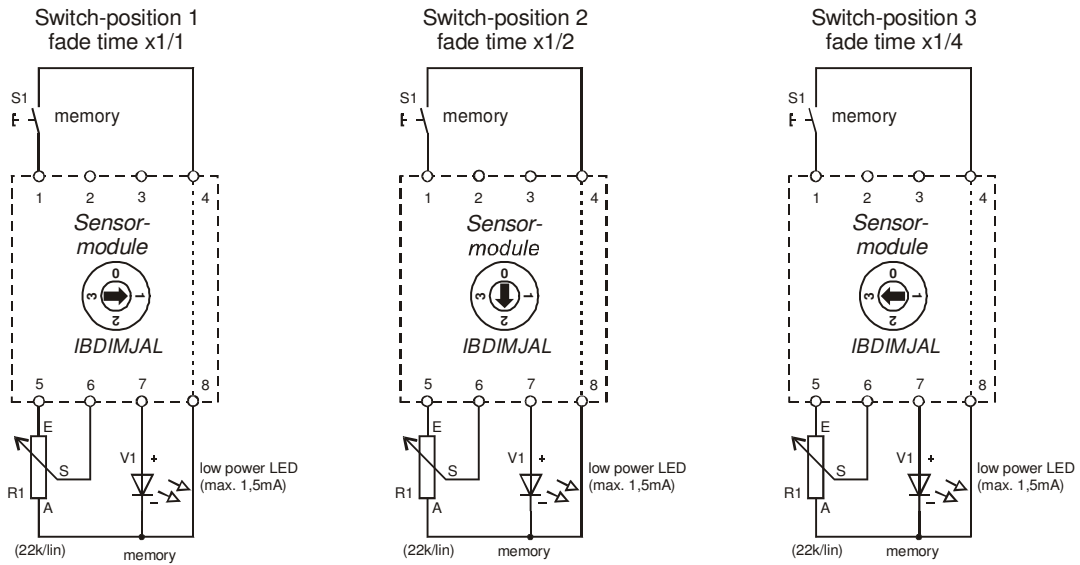 Switch-position 1
fade time x1/1
S1
memory
1 2 3 4
Sensor-
module
0
3 1
2
IBDIMJAL
5 6 7 8
E
V1 +
S
low power LED
(max. 1,5mA)
R1
–
A
(22k/lin)
memory
Switch-position 2
fade time x1/2
S1
memory
1 2 3 4
Sensor-
module
0
3 1
2
IBDIMJAL
5 6 7 8
E
V1 +
S
low power LED
(max. 1,5mA)
R1
–
A
(22k/lin)
memory
Switch-position 3
fade time x1/4
S1
memory
1 2 3 4
Sensor-
module
0
3 1
2
IBDIMJAL
5 6 7 8
E
V1 +
S
low power LED
(max. 1,5mA)
R1
–
A
(22k/lin)
memory